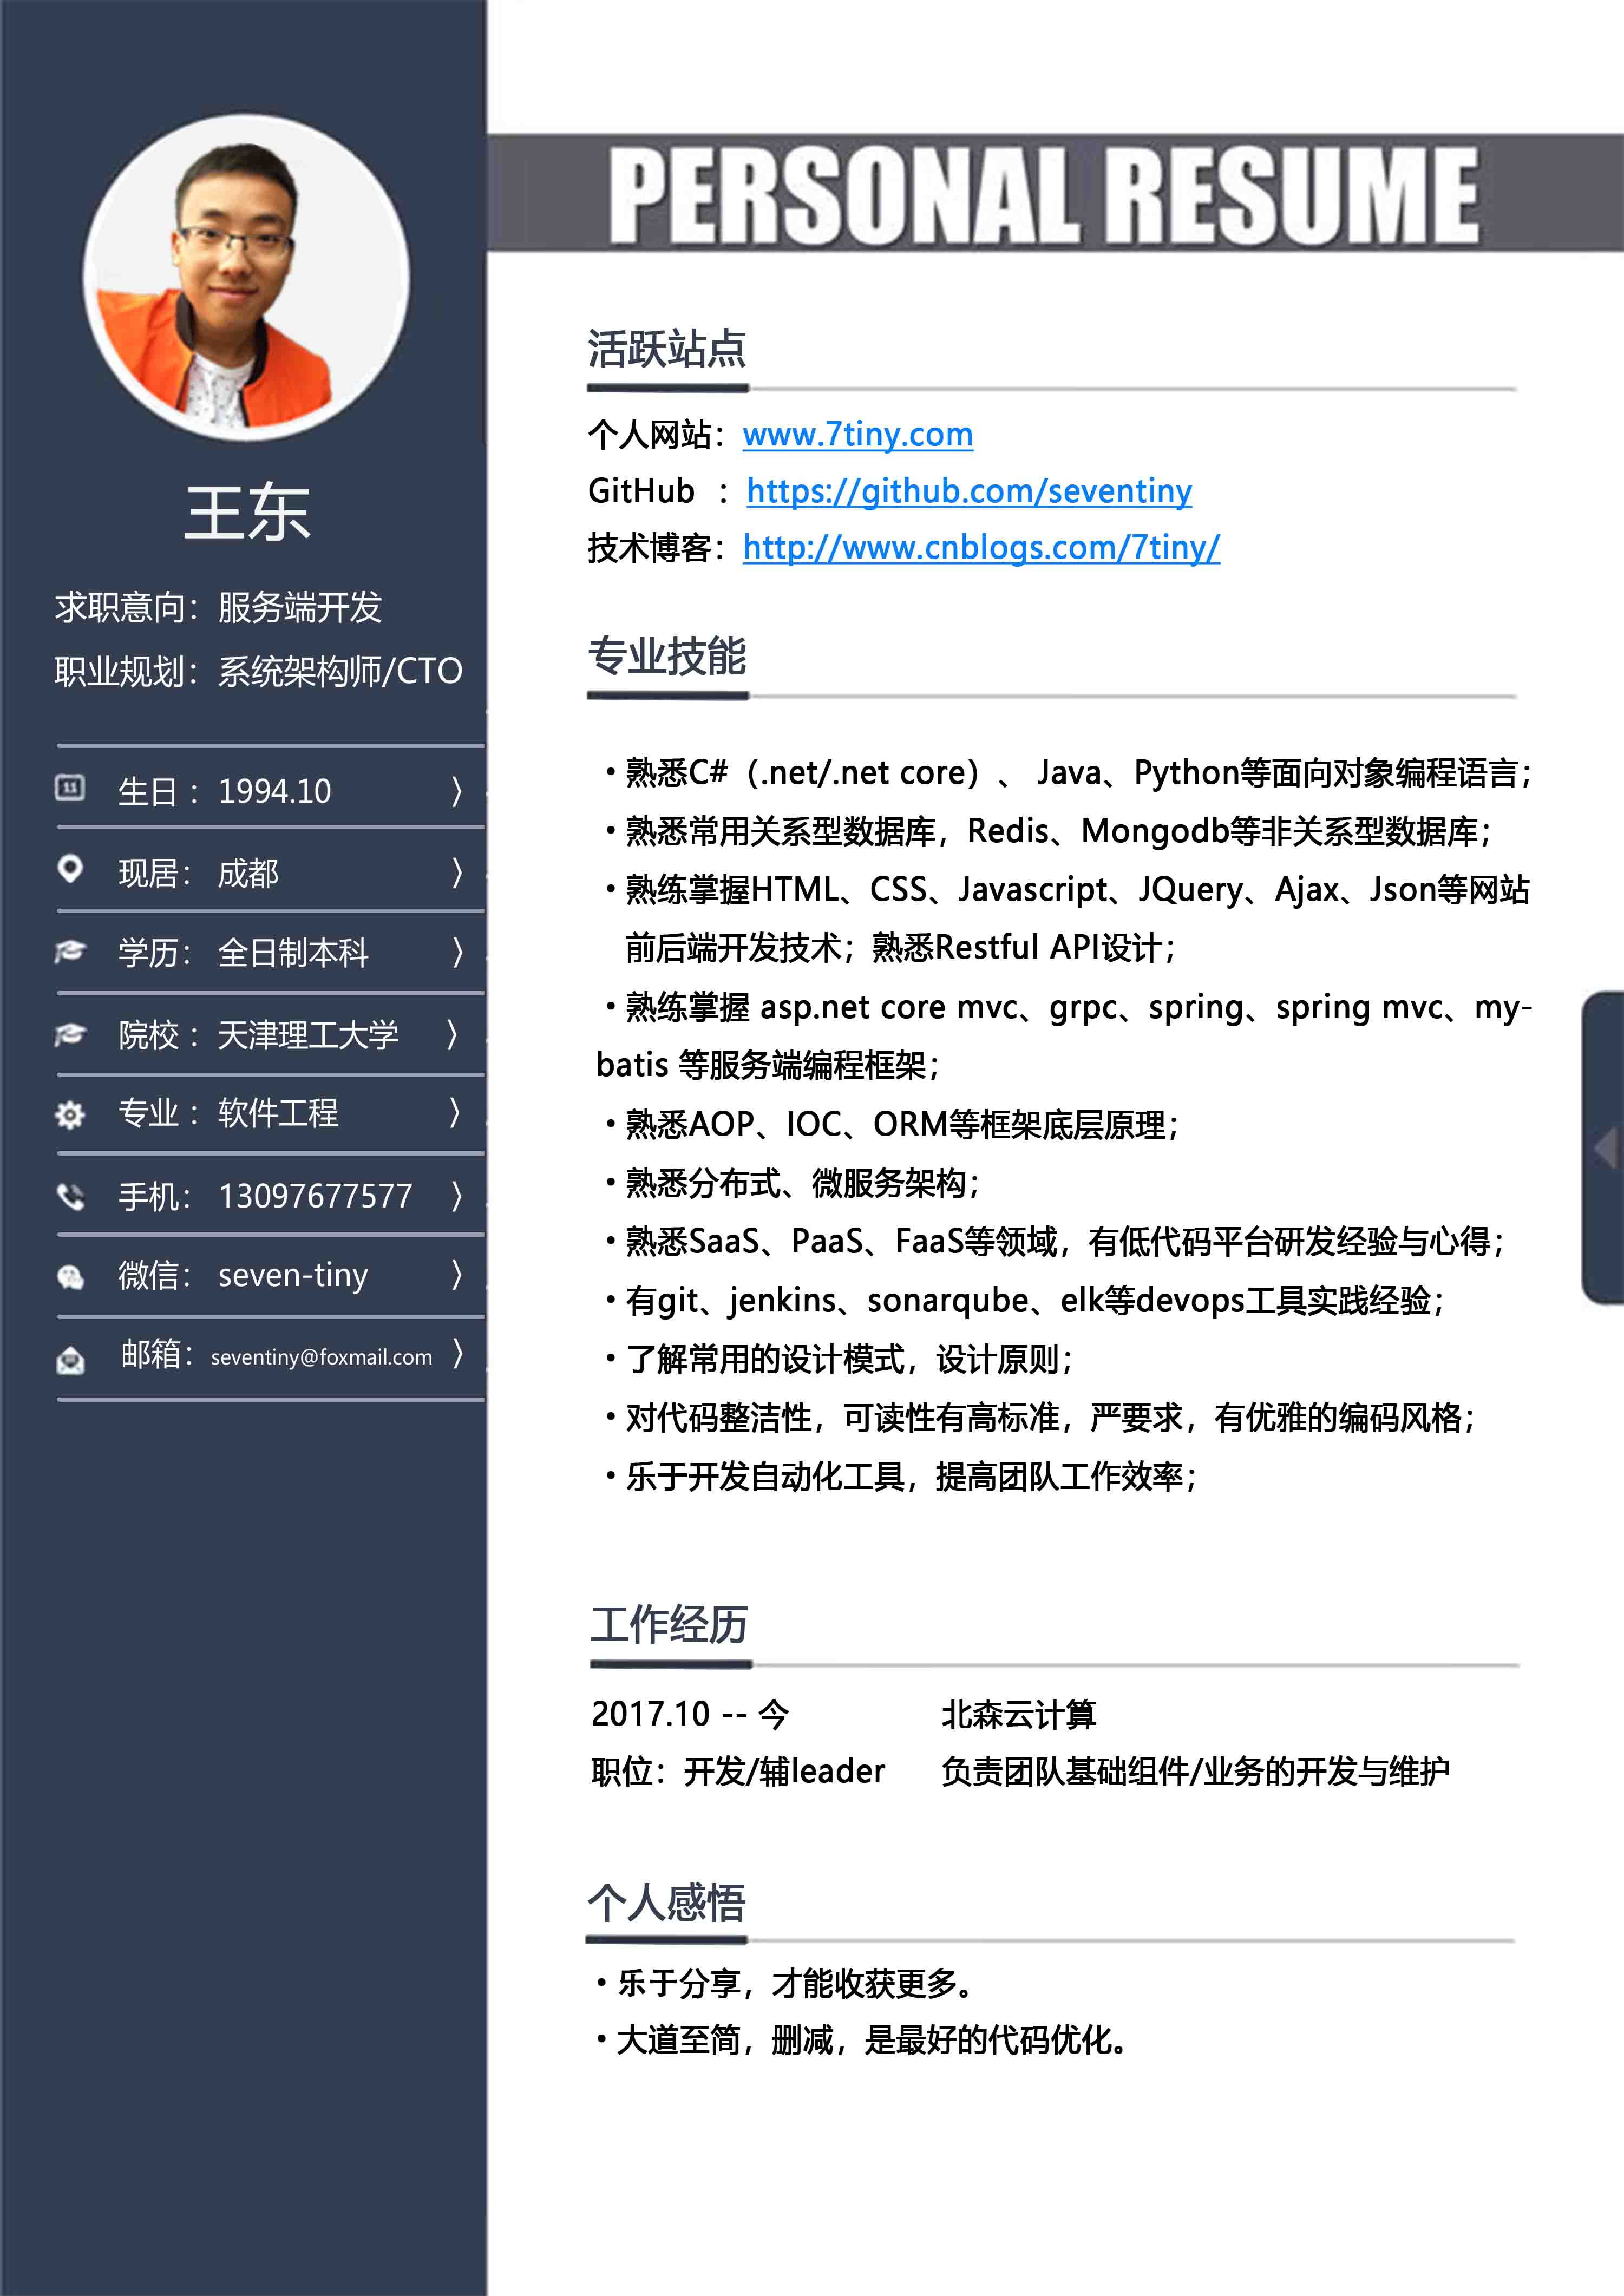 PERSONAL RESUME
王东
求职意向：服务端开发
职业规划：系统架构师/CTO
11
生日 ：1994.10 〉
现居： 成都 〉
学历： 全日制本科 〉
院校 ：天津理工大学 〉
专业 ：软件工程 〉
手机： 13097677577 〉
微信： seven-tiny 〉
邮箱：seventiny@foxmail.com 〉
活跃站点
个人网站：www.7tiny.com
GitHub ：https://github.com/seventiny
技术博客：http://www.cnblogs.com/7tiny/
专业技能
·熟悉C#（.net/.net core）、 Java、Python等面向对象编程语言；
·熟悉常用关系型数据库，Redis、Mongodb等非关系型数据库；
·熟练掌握HTML、CSS、Javascript、JQuery、Ajax、Json等网站
前后端开发技术；熟悉Restful API设计；
·熟练掌握 asp.net core mvc、grpc、spring、spring mvc、my-
batis 等服务端编程框架；
·熟悉AOP、IOC、ORM等框架底层原理；
·熟悉分布式、微服务架构；
·熟悉SaaS、PaaS、FaaS等领域，有低代码平台研发经验与心得；
·有git、jenkins、sonarqube、elk等devops工具实践经验；
·了解常用的设计模式，设计原则；
·对代码整洁性，可读性有高标准，严要求，有优雅的编码风格；
·乐于开发自动化工具，提高团队工作效率；
工作经历
2017.10 -- 今 北森云计算
职位：开发/辅leader 负责团队基础组件/业务的开发与维护
个人感悟
·乐于分享，才能收获更多。
·大道至简，删减，是最好的代码优化。